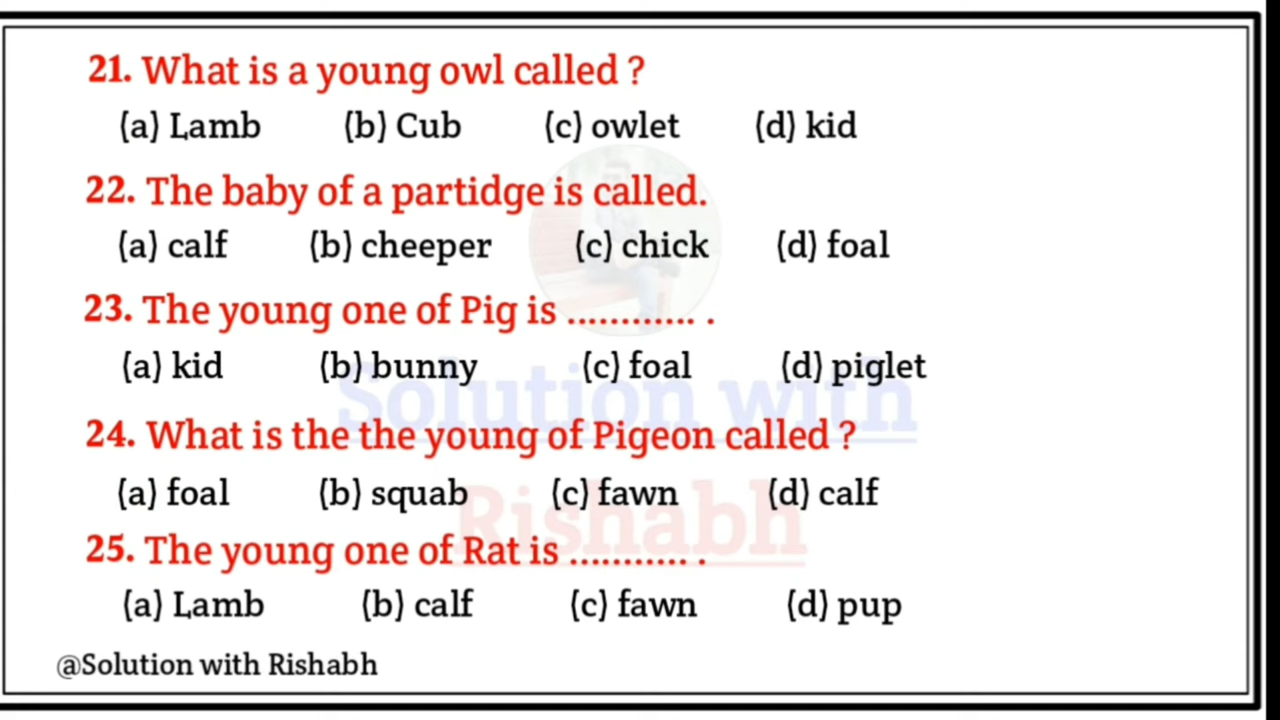 21. What is a young owl called ?
(a) Lamb (b) Cub (c) owlet (d) kid
22. The baby of a partidge is called.
(a) calf (b) cheeper (c) chick (d) foal
23. The young one of Pig is ............. .
(a) kid (b) bunny (c) foal (d) piglet
Solution with
24. What is the the young of Pigeon called ?
(a) foal (b) squab (c) fawn (d) calf
Rishabh
25. The young one of Rat is ........... .
(a) Lamb (b) calf (c) fawn (d) pup
@Solution with Rishabh